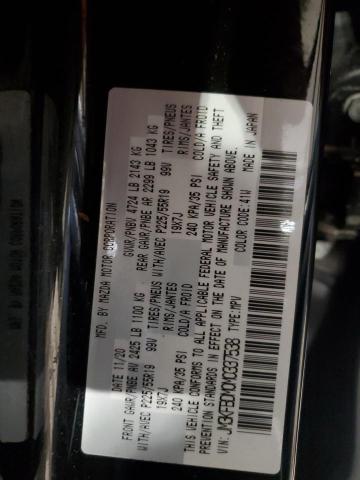 MFD. BY MAZDA MOTOR CORPORATION
DATE 11/20 GVWR/PNBV 4724 LB 2143 KG
FRONT GAWR/PNBE AV 2425 LB 1100 KG REAR GAWR/PNBE AR 2299 LB 1043 KG
WITH/AVEC P225/55R19 99V TIRES/PNEUS WITH/AVEC P225/55R19 99V TIRES/PNEUS
19X7J RIMS/JANTES 19X7J RIMS/JANTES
240 KPA/35 PSI COLD/A FROID 240 KPA/35 PSI COLD/A FROID
THIS VEHICLE CONFORMS TO ALL APPLICABLE FEDERAL MOTOR VEHICLE SAFETY AND THEFT
PREVENTION STANDARDS IN EFFECT ON THE DATE OF MANUFACTURE SHOWN ABOVE.
VIN: TYPE: MPV COLOR CODE: 41W MADE IN JAPAN